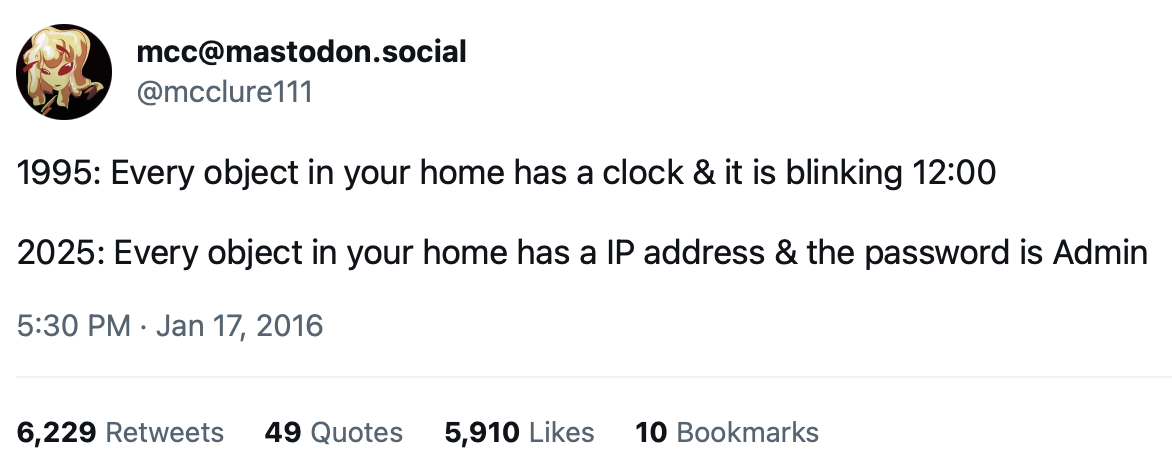 mcc@mastodon.social
@mcclure111
1995: Every object in your home has a clock & it is blinking 12:00
2025: Every object in your home has a IP address & the password is Admin
5:30 PM · Jan 17, 2016
6,229 Retweets 49 Quotes 5,910 Likes 10 Bookmarks